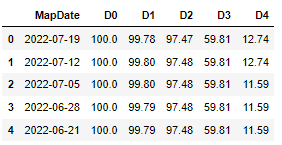 MapDate D0 D1 D2 D3 D4
0 2022-07-19 100.0 99.78 97.47 59.81 12.74
1 2022-07-12 100.0 99.80 97.48 59.81 12.74
2 2022-07-05 100.0 99.80 97.48 59.81 11.59
3 2022-06-28 100.0 99.79 97.48 59.81 11.59
4 2022-06-21 100.0 99.79 97.48 59.81 11.59